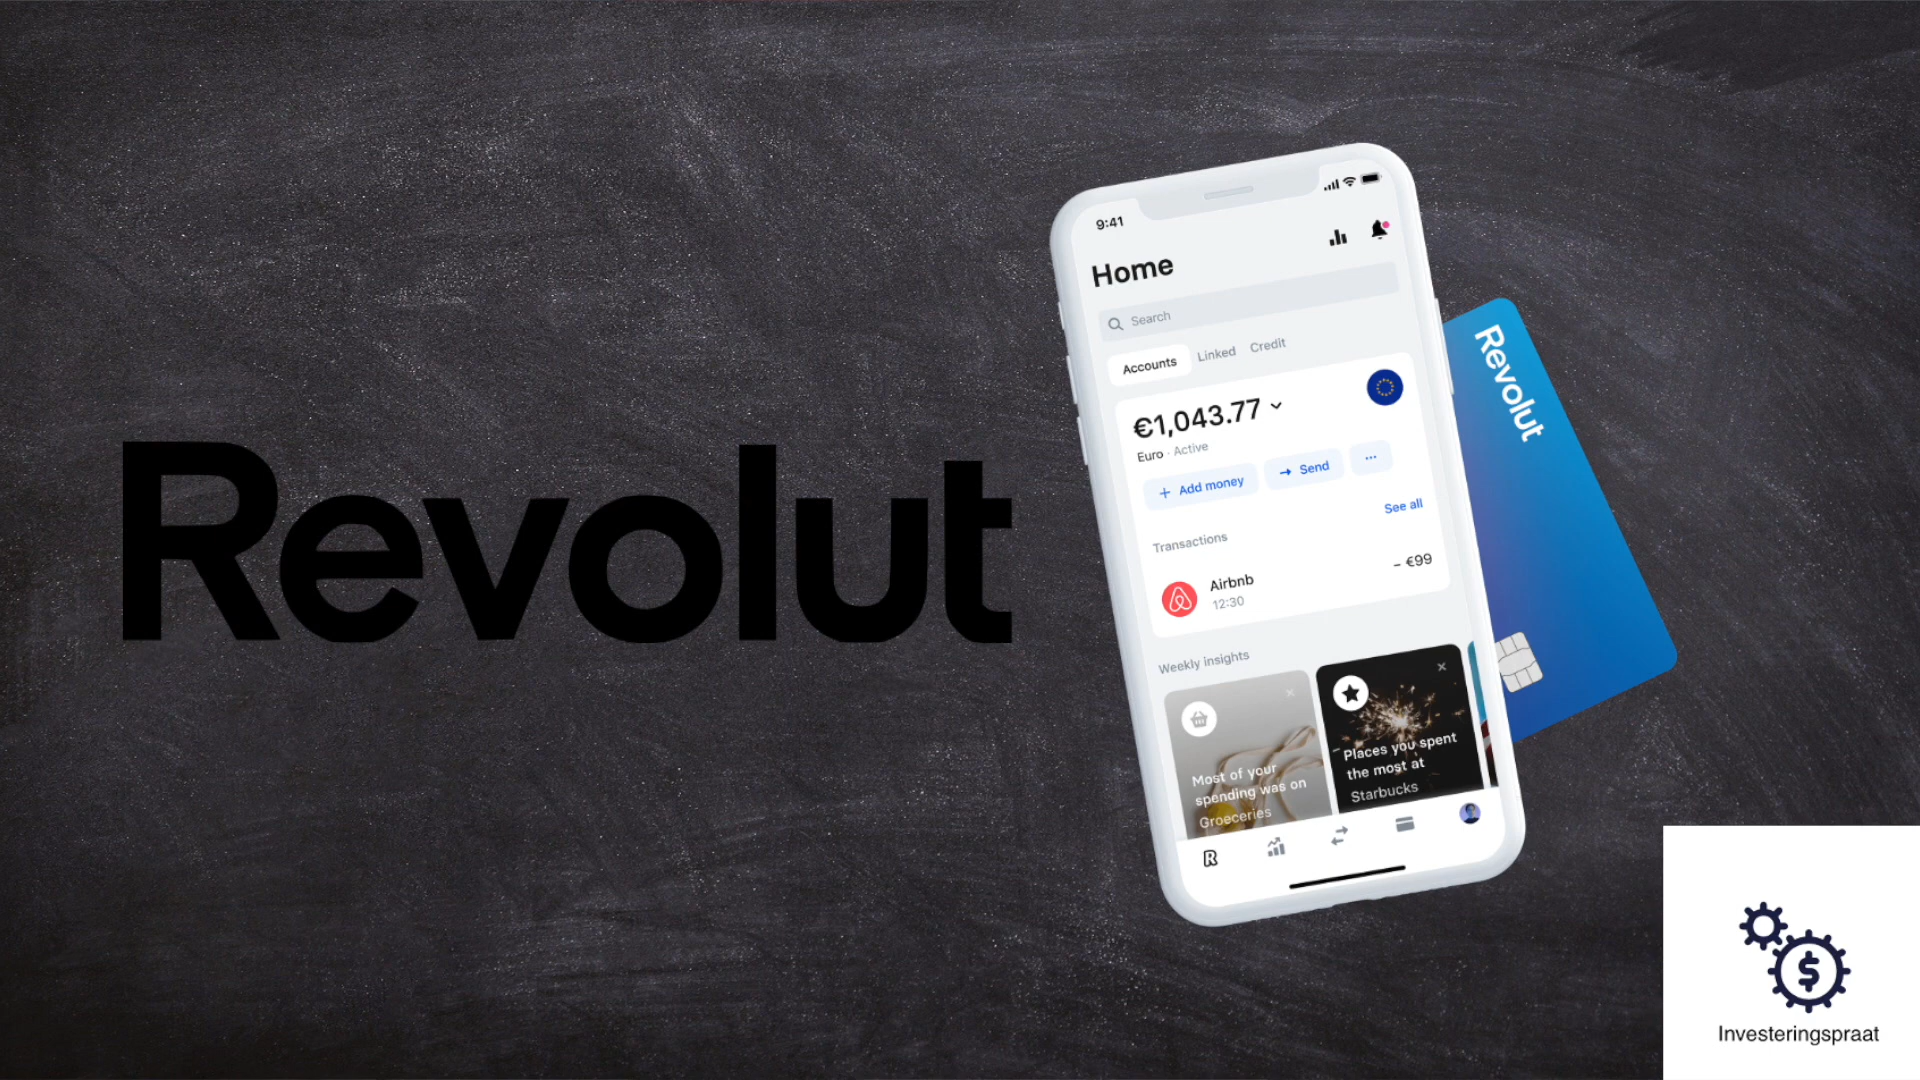 Revolut
9:41
Home
Search
Accounts Linked Credit
€1,043.77
Euro · Active
+ Add money → Send ...
See all
Transactions
Airbnb – €99
12:30
Weekly insights
Most of your
spending was on
Groeceries
Places you spent
the most at
Starbucks
R
Revolut
$
Investeringspraat